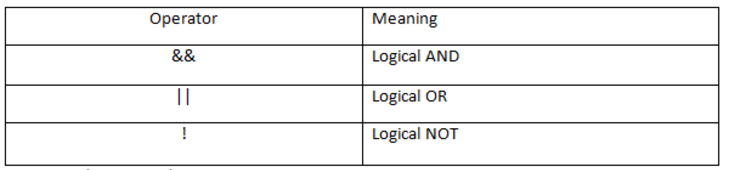 Operator Meaning
&& Logical AND
|| Logical OR
! Logical NOT